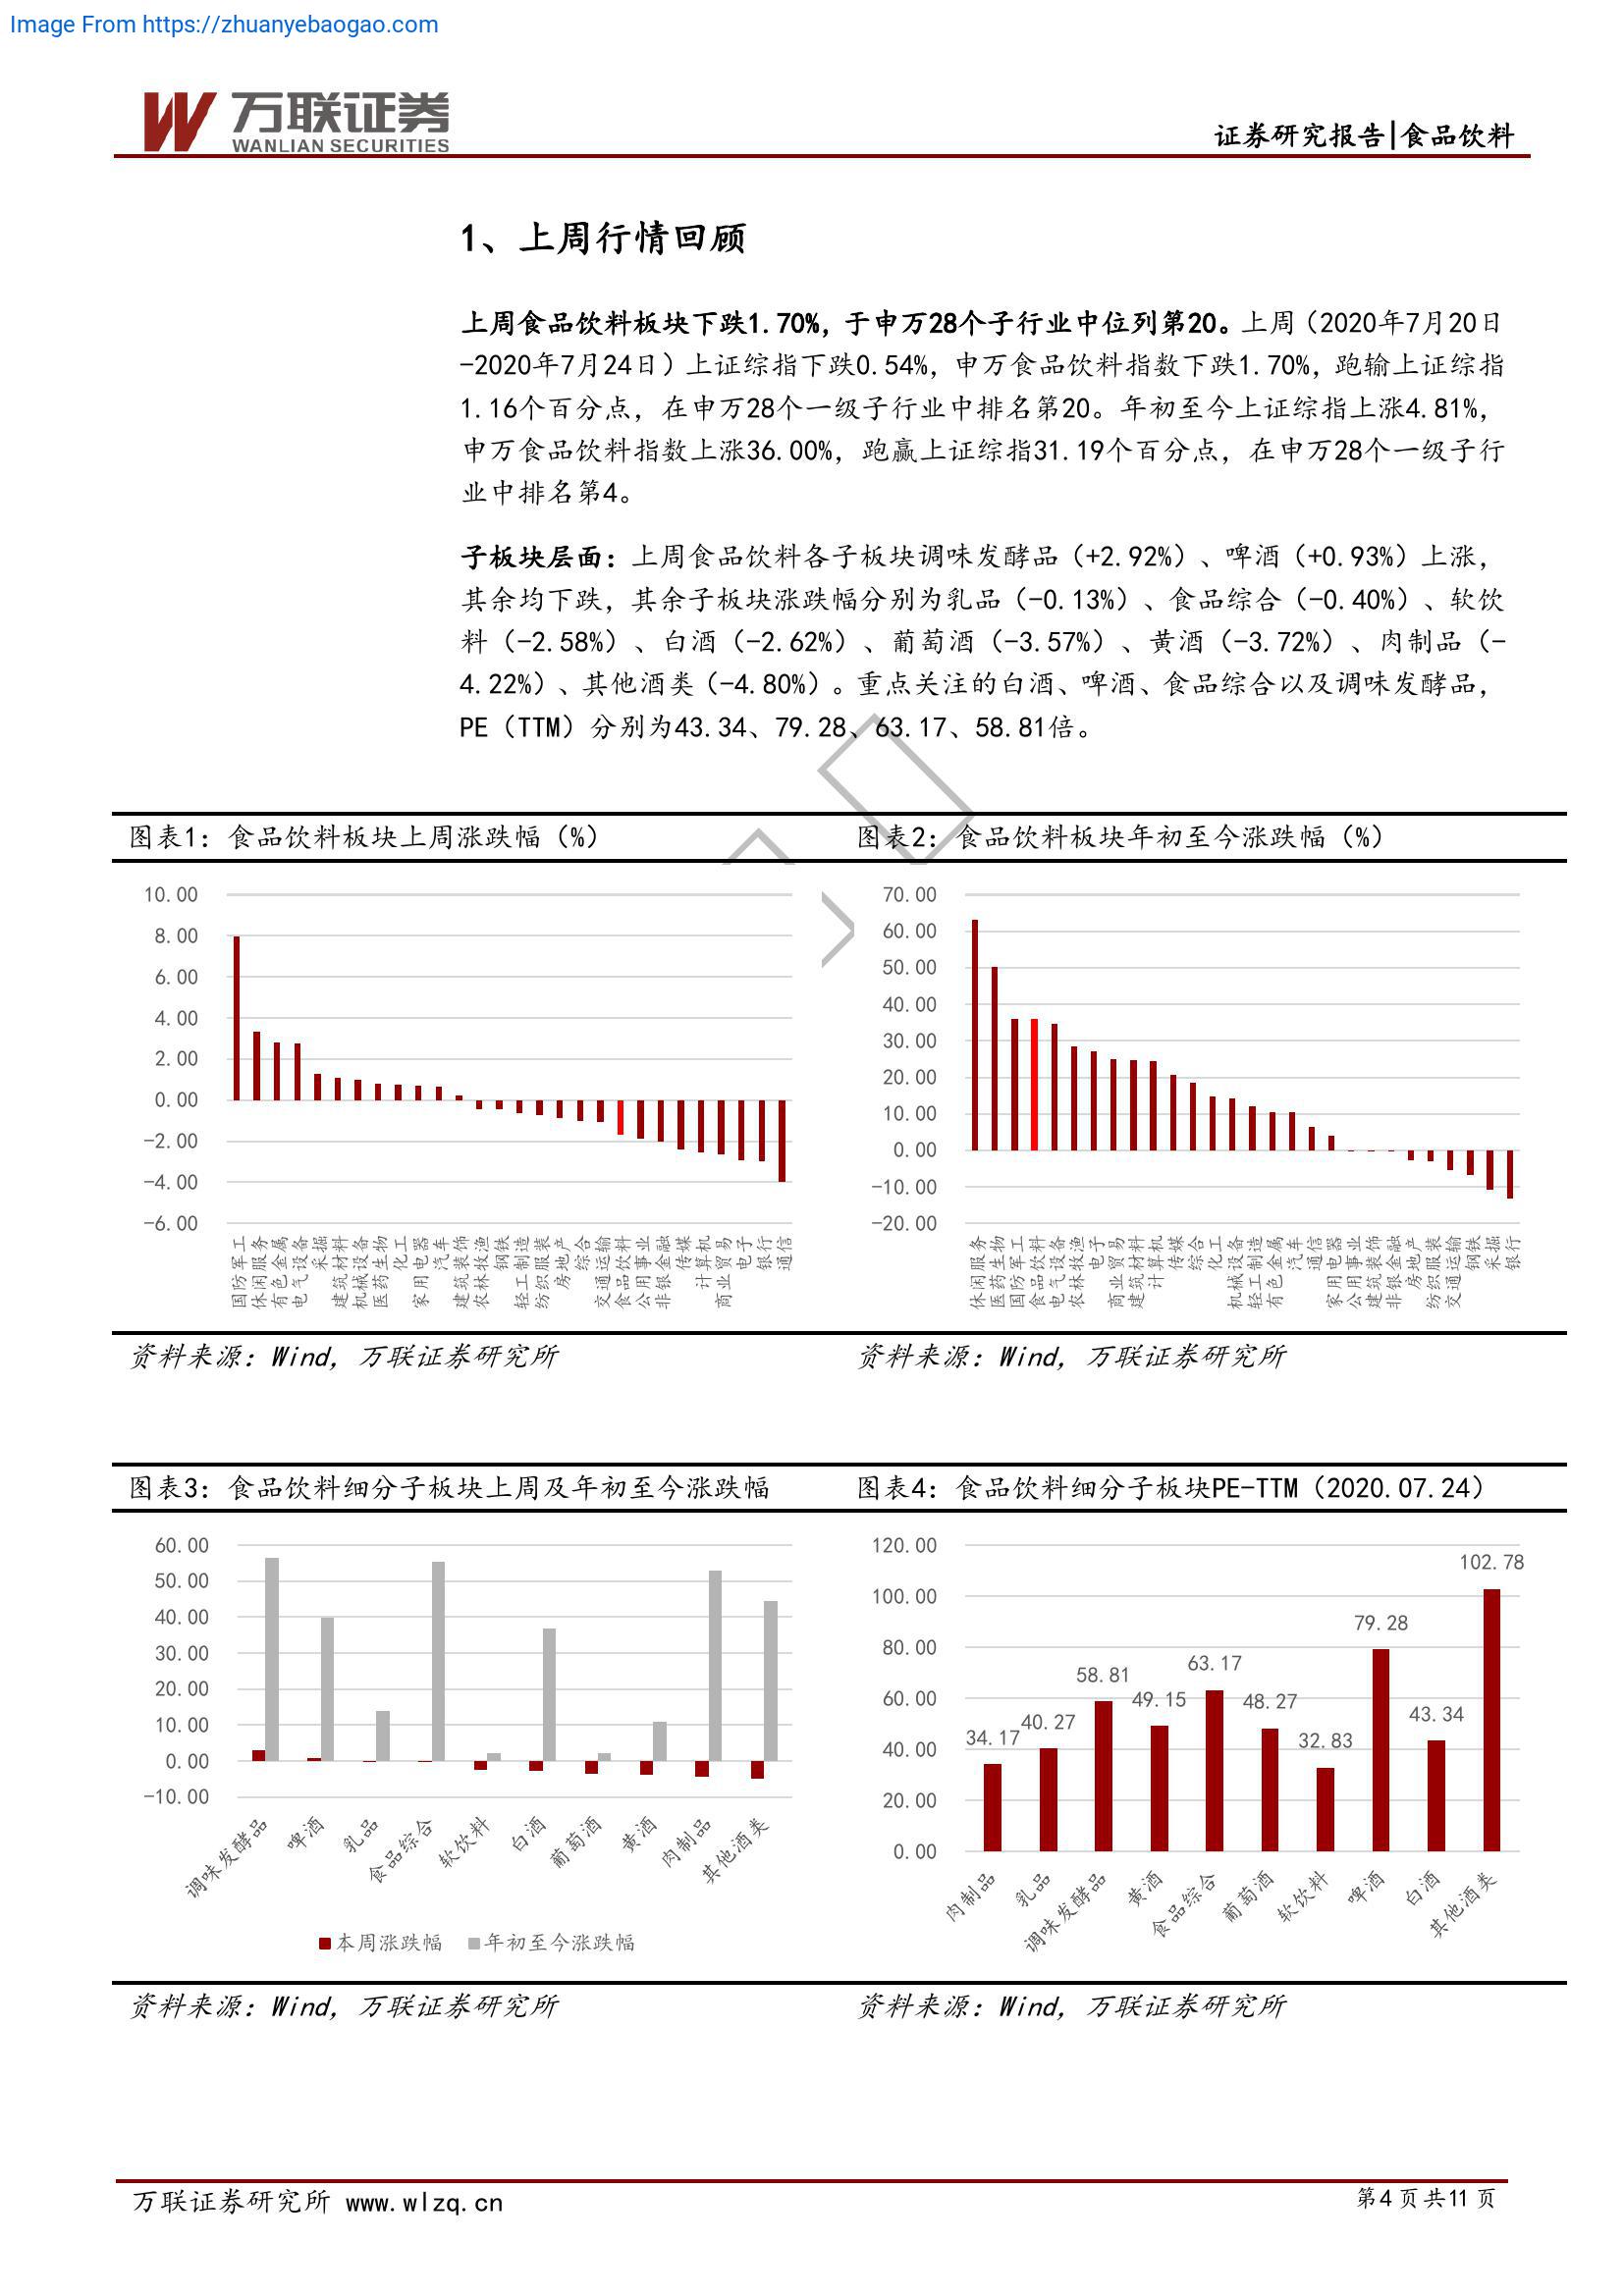 Image From https://zhuanyebaogao.com
万联证券
WANLIAN SECURITIES
证券研究报告|食品饮料
1、上周行情回顾
上周食品饮料板块下跌1.70%，于申万28个子行业中位列第20。上周（2020年7月20日
-2020年7月24日）上证综指下跌0.54%，申万食品饮料指数下跌1.70%，跑输上证综指
1.16个百分点，在申万28个一级子行业中排名第20。年初至今上证综指上涨4.81%，
申万食品饮料指数上涨36.00%，跑赢上证综指31.19个百分点，在申万28个一级子行
业中排名第4。
子板块层面：上周食品饮料各子板块调味发酵品（+2.92%）、啤酒（+0.93%）上涨，
其余均下跌，其余子板块涨跌幅分别为乳品（-0.13%）、食品综合（-0.40%）、软饮
料（-2.58%）、白酒（-2.62%）、葡萄酒（-3.57%）、黄酒（-3.72%）、肉制品（-
4.22%）、其他酒类（-4.80%）。重点关注的白酒、啤酒、食品综合以及调味发酵品，
PE（TTM）分别为43.34、79.28、63.17、58.81倍。
图表1：食品饮料板块上周涨跌幅（%）
10.00
8.00
6.00
4.00
2.00
0.00
-2.00
-4.00
-6.00
国防军工
休闲服务
有色金属
电气设备
采掘
建筑材料
机械设备
医药生物
化工
家用电器
汽车
建筑装饰
农林牧渔
钢铁
轻工制造
纺织服装
房地产
综合
交通运输
食品饮料
公用事业
非银金融
传媒
计算机
商业贸易
电子
银行
通信
资料来源：Wind，万联证券研究所
图表2：食品饮料板块年初至今涨跌幅（%）
70.00
60.00
50.00
40.00
30.00
20.00
10.00
0.00
-10.00
-20.00
休闲服务
医药生物
国防军工
食品饮料
电气设备
农林牧渔
电子
商业贸易
建筑材料
计算机
传媒
综合
化工
机械设备
轻工制造
有色金属
汽车
通信
家用电器
公用事业
建筑装饰
非银金融
房地产
纺织服装
交通运输
钢铁
采掘
银行
资料来源：Wind，万联证券研究所
图表3：食品饮料细分子板块上周及年初至今涨跌幅
60.00
50.00
40.00
30.00
20.00
10.00
0.00
-10.00
调味发酵品
啤酒
乳品
食品综合
软饮料
白酒
葡萄酒
黄酒
肉制品
其他酒类
本周涨跌幅
年初至今涨跌幅
资料来源：Wind，万联证券研究所
图表4：食品饮料细分子板块PE-TTM（2020.07.24）
120.00
100.00
80.00
60.00
40.00
20.00
0.00
34.17
40.27
58.81
49.15
63.17
48.27
32.83
79.28
43.34
102.78
肉制品
乳品
调味发酵品
黄酒
食品综合
葡萄酒
软饮料
啤酒
白酒
其他酒类
资料来源：Wind，万联证券研究所
万联证券研究所 www.wlzq.cn
第4页共11页